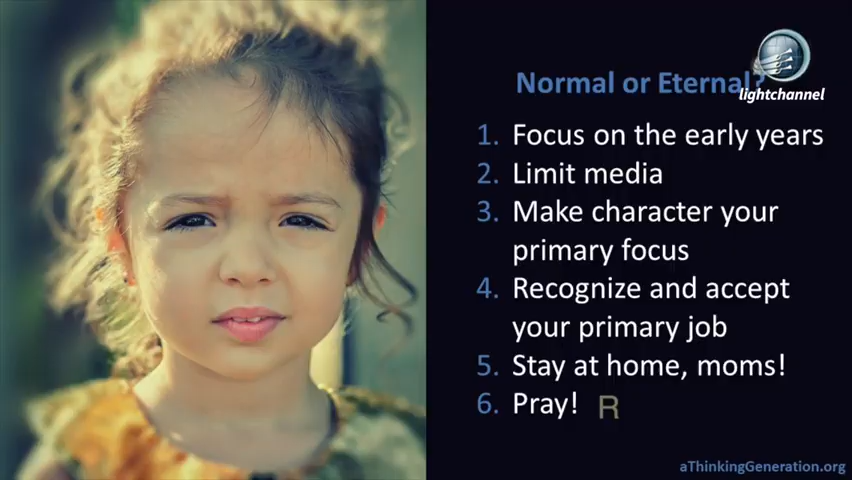 Normal or Eternal?
lightchannel
1. Focus on the early years
2. Limit media
3. Make character your
primary focus
4. Recognize and accept
your primary job
5. Stay at home, moms!
6. Pray! R
aThinkingGeneration.org